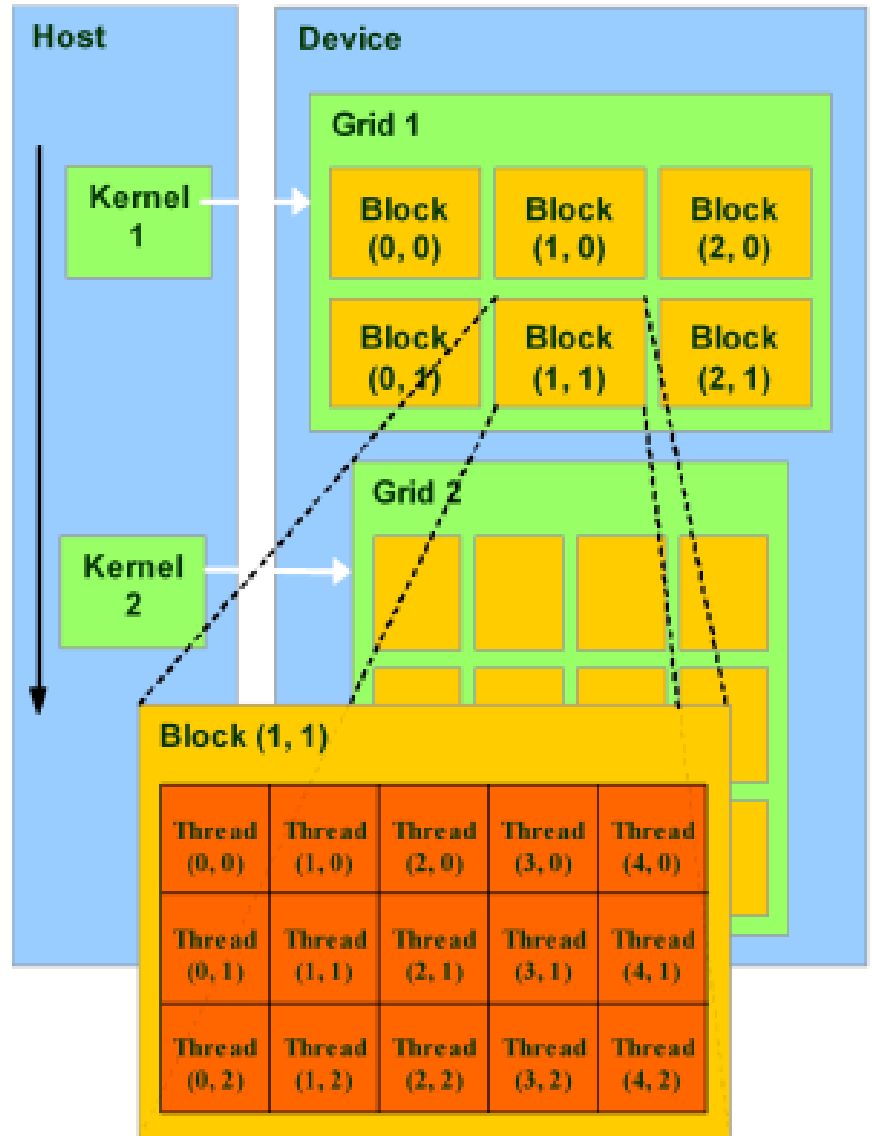 Host
Device
Grid 1
Kernel
1
Block
(0, 0)
Block
(1, 0)
Block
(2, 0)
Block
(0, 1)
Block
(1, 1)
Block
(2, 1)
Grid 2
Kernel
2
Block (1, 1)
Thread
(0, 0)
Thread
(1, 0)
Thread
(2, 0)
Thread
(3, 0)
Thread
(4, 0)
Thread
(0, 1)
Thread
(1, 1)
Thread
(2, 1)
Thread
(3, 1)
Thread
(4, 1)
Thread
(0, 2)
Thread
(1, 2)
Thread
(2, 2)
Thread
(3, 2)
Thread
(4, 2)